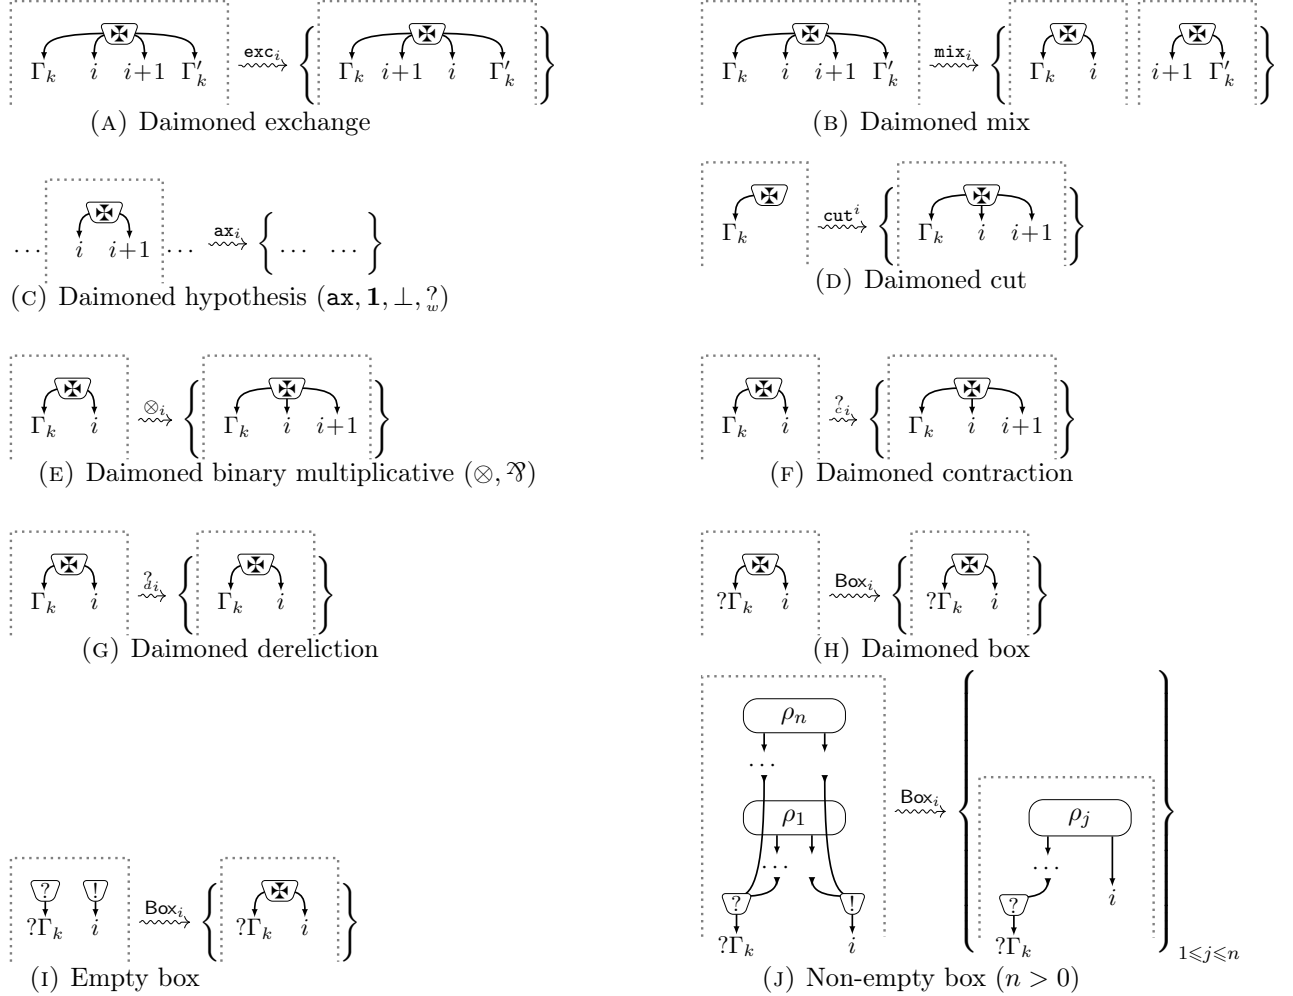 Γ_k i i+1 Γ'_k exc_i { Γ_k i+1 i Γ'_k }
(A) Daimoned exchange
Γ_k i i+1 Γ'_k mix_i { Γ_k i i+1 Γ'_k }
(B) Daimoned mix
... i i+1 ... ax_i { ... ... }
(C) Daimoned hypothesis (ax, 1, ⊥, ?_w)
Γ_k cut^i { Γ_k i i+1 }
(D) Daimoned cut
Γ_k i ⊗_i { Γ_k i i+1 }
(E) Daimoned binary multiplicative (⊗, ⅋)
Γ_k i ?_c i { Γ_k i i+1 }
(F) Daimoned contraction
Γ_k i ?_d i { Γ_k i }
(G) Daimoned dereliction
?Γ_k i Box_i { ?Γ_k i }
(H) Daimoned box
? !
?Γ_k i Box_i { ?Γ_k i }
(I) Empty box
ρ_n
...
ρ_1 Box_i { ρ_j
... ...
? ! ? i
?Γ_k i ?Γ_k } 1⩽j⩽n
(J) Non-empty box (n > 0)